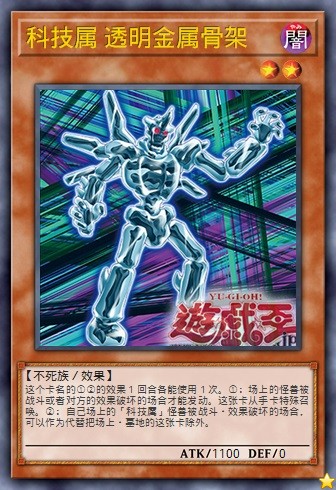 科技属 透明金属骨架
闇
YU-GI-OH!
遊戯王
【不死族／效果】
这个卡名的①②的效果1回合各能使用1次。①：场上的怪兽被
战斗或者对方的效果破坏的场合才能发动。这张卡从手卡特殊召
唤。②：自己场上的「科技属」怪兽被战斗·效果破坏的场合，
可以作为代替把场上·墓地的这张卡除外。
ATK/1100 DEF/0